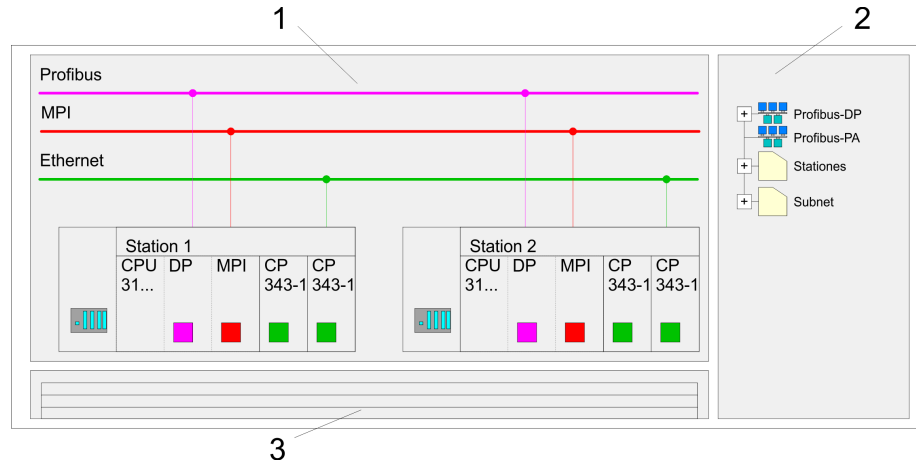 1
2
Profibus
MPI
Ethernet
Profibus-DP
Profibus-PA
Stationes
Subnet
Station 1
CPU 31... DP MPI CP 343-1 CP 343-1
Station 2
CPU 31... DP MPI CP 343-1 CP 343-1
3